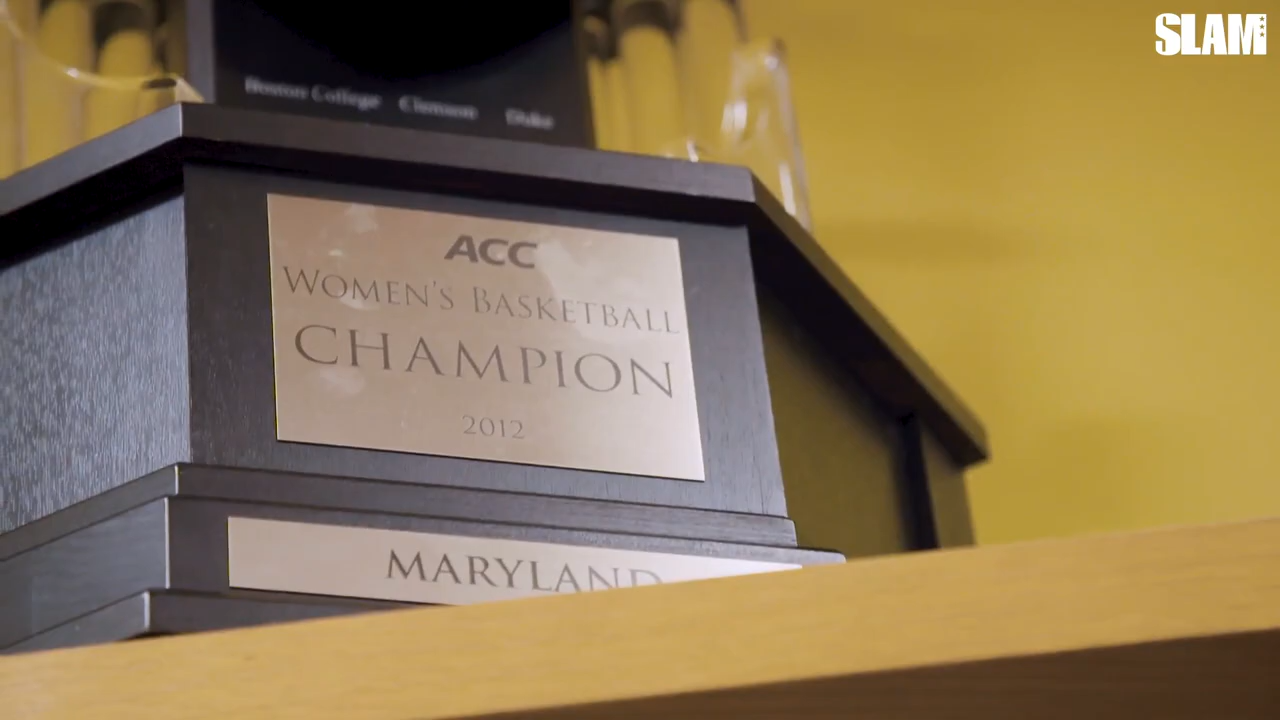 SLAM
Boston College Clemson Duke
ACC
WOMEN'S BASKETBALL
CHAMPION
2012
MARYLAND